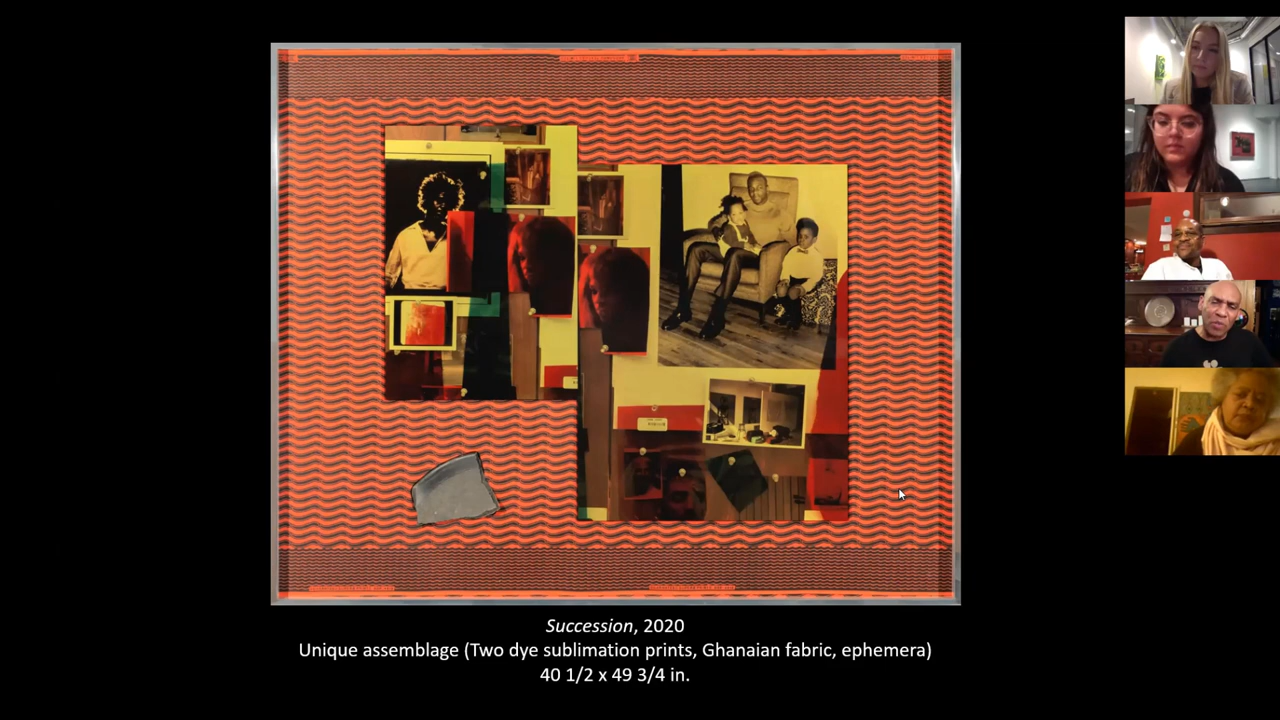 Succession, 2020
Unique assemblage (Two dye sublimation prints, Ghanaian fabric, ephemera)
40 1/2 x 49 3/4 in.